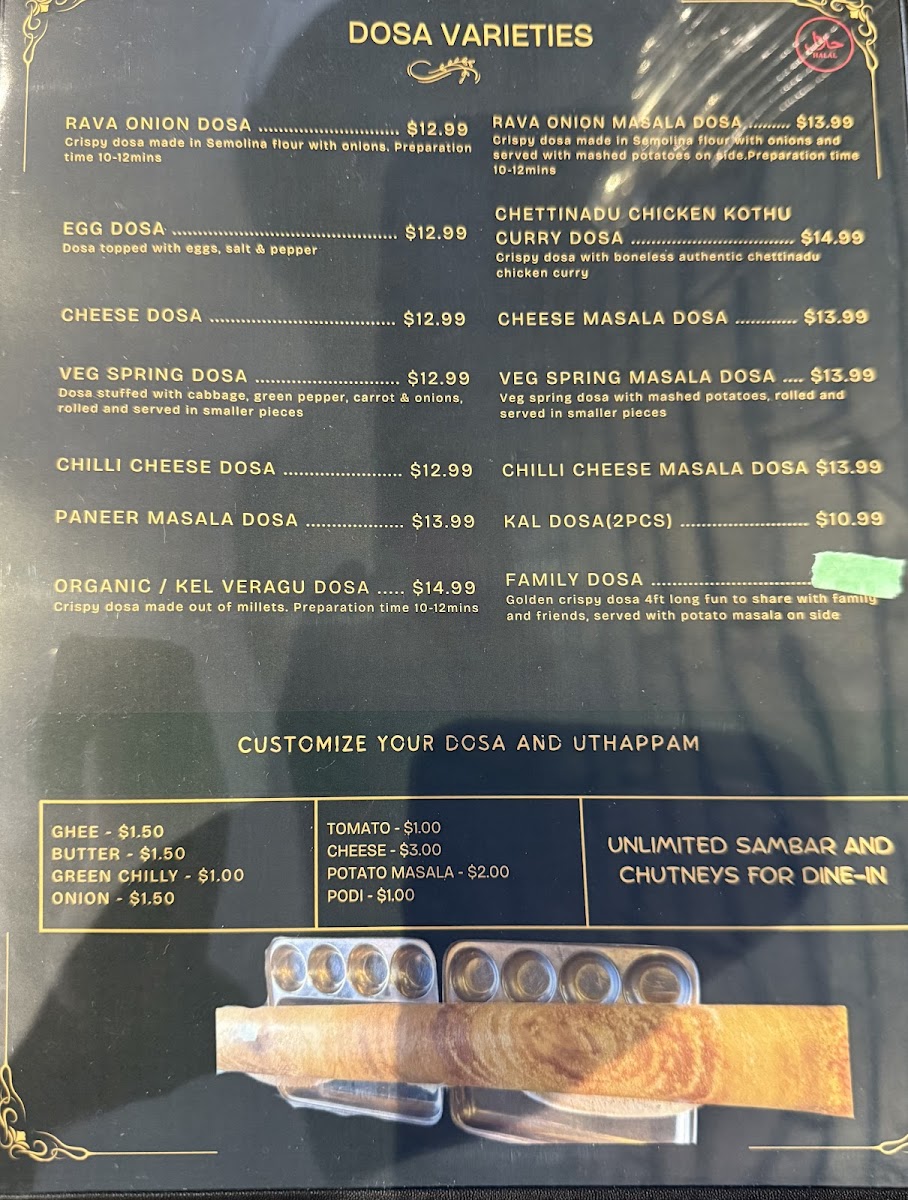 DOSA VARIETIES
حلال
HALAL
RAVA ONION DOSA .................................. $12.99
Crispy dosa made in Semolina flour with onions. Preparation
time 10-12mins
EGG DOSA ...................................................... $12.99
Dosa topped with eggs, salt & pepper
CHEESE DOSA ............................................ $12.99
VEG SPRING DOSA .................................. $12.99
Dosa stuffed with cabbage, green pepper, carrot & onions,
rolled and served in smaller pieces
CHILLI CHEESE DOSA ............................ $12.99
PANEER MASALA DOSA ....................... $13.99
ORGANIC / KEL VERAGU DOSA ..... $14.99
Crispy dosa made out of millets. Preparation time 10-12mins
RAVA ONION MASALA DOSA.......... $13.99
Crispy dosa made in Semolina flour with onions and
served with mashed potatoes on side.Preparation time
10-12mins
CHETTINADU CHICKEN KOTHU
CURRY DOSA ....................................... $14.99
Crispy dosa with boneless authentic chettinadu
chicken curry
CHEESE MASALA DOSA .............. $13.99
VEG SPRING MASALA DOSA .... $13.99
Veg spring dosa with mashed potatoes, rolled and
served in smaller pieces
CHILLI CHEESE MASALA DOSA $13.99
KAL DOSA(2PCS) .............................. $10.99
FAMILY DOSA ......................................
Golden crispy dosa 4ft long fun to share with family
and friends, served with potato masala on side
CUSTOMIZE YOUR DOSA AND UTHAPPAM
GHEE - $1.50
BUTTER - $1.50
GREEN CHILLY - $1.00
ONION - $1.50
TOMATO - $1.00
CHEESE - $3.00
POTATO MASALA - $2.00
PODI - $1.00
UNLIMITED SAMBAR AND
CHUTNEYS FOR DINE-IN